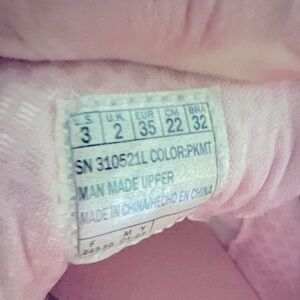 U.S. U.K. EUR CM BRA
3 2 35 22 32
SN 310521L COLOR:PKMT
MAN MADE UPPER
MADE IN CHINA/HECHO EN CHINA
F M Y